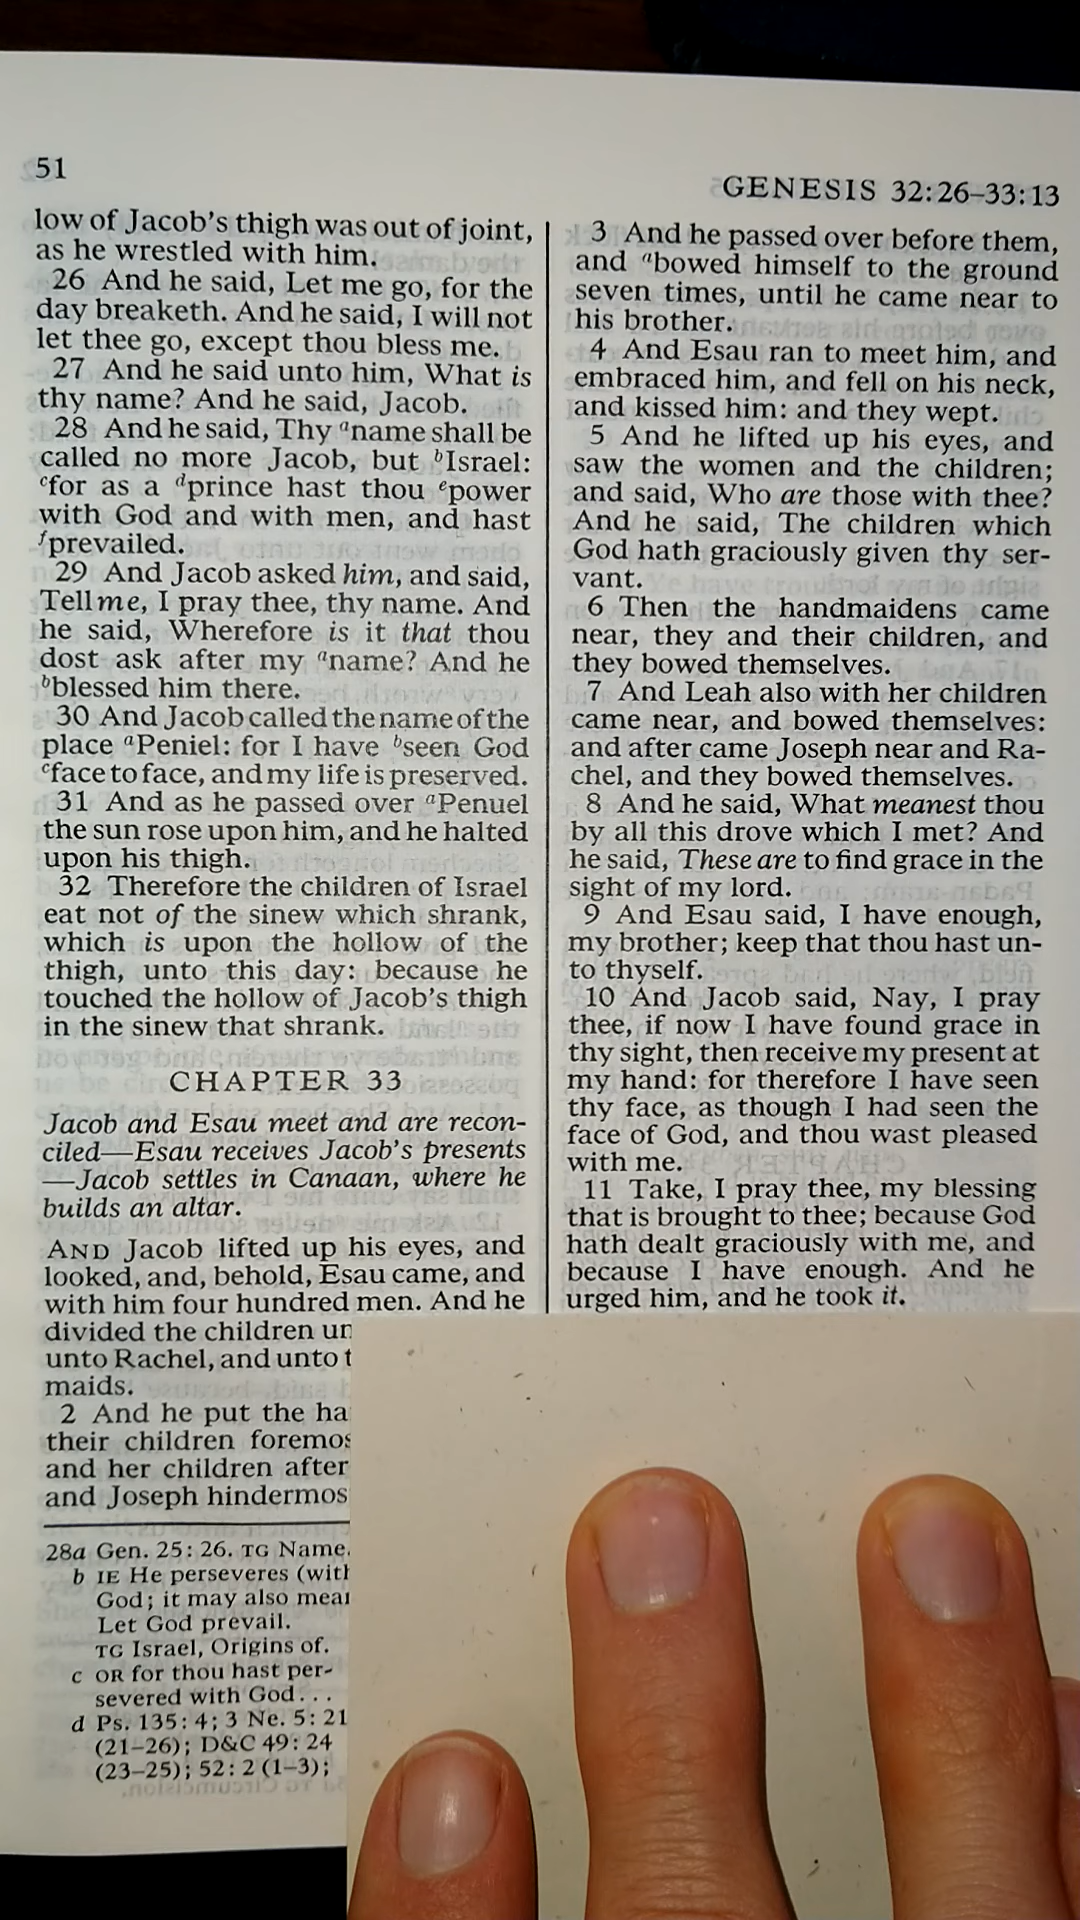 51
GENESIS 32:26–33:13
low of Jacob's thigh was out of joint,
as he wrestled with him.
26 And he said, Let me go, for the
day breaketh. And he said, I will not
let thee go, except thou bless me.
27 And he said unto him, What is
thy name? And he said, Jacob.
28 And he said, Thy aname shall be
called no more Jacob, but bIsrael:
cfor as a dprince hast thou epower
with God and with men, and hast
fprevailed.
29 And Jacob asked him, and said,
Tell me, I pray thee, thy name. And
he said, Wherefore is it that thou
dost ask after my aname? And he
bblessed him there.
30 And Jacob called the name of the
place aPeniel: for I have bseen God
cface to face, and my life is preserved.
31 And as he passed over aPenuel
the sun rose upon him, and he halted
upon his thigh.
32 Therefore the children of Israel
eat not of the sinew which shrank,
which is upon the hollow of the
thigh, unto this day: because he
touched the hollow of Jacob's thigh
in the sinew that shrank.
CHAPTER 33
Jacob and Esau meet and are recon-
ciled—Esau receives Jacob's presents
—Jacob settles in Canaan, where he
builds an altar.
AND Jacob lifted up his eyes, and
looked, and, behold, Esau came, and
with him four hundred men. And he
divided the children un
unto Rachel, and unto t
maids.
2 And he put the ha
their children foremos
and her children after
and Joseph hindermos
28a Gen. 25:26. TG Name.
b IE He perseveres (with
God; it may also mean
Let God prevail.
TG Israel, Origins of.
c OR for thou hast per-
severed with God...
d Ps. 135:4; 3 Ne. 5:21
(21–26); D&C 49:24
(23–25); 52:2 (1–3);
3 And he passed over before them,
and abowed himself to the ground
seven times, until he came near to
his brother.
4 And Esau ran to meet him, and
embraced him, and fell on his neck,
and kissed him: and they wept.
5 And he lifted up his eyes, and
saw the women and the children;
and said, Who are those with thee?
And he said, The children which
God hath graciously given thy ser-
vant.
6 Then the handmaidens came
near, they and their children, and
they bowed themselves.
7 And Leah also with her children
came near, and bowed themselves:
and after came Joseph near and Ra-
chel, and they bowed themselves.
8 And he said, What meanest thou
by all this drove which I met? And
he said, These are to find grace in the
sight of my lord.
9 And Esau said, I have enough,
my brother; keep that thou hast un-
to thyself.
10 And Jacob said, Nay, I pray
thee, if now I have found grace in
thy sight, then receive my present at
my hand: for therefore I have seen
thy face, as though I had seen the
face of God, and thou wast pleased
with me.
11 Take, I pray thee, my blessing
that is brought to thee; because God
hath dealt graciously with me, and
because I have enough. And he
urged him, and he took it.